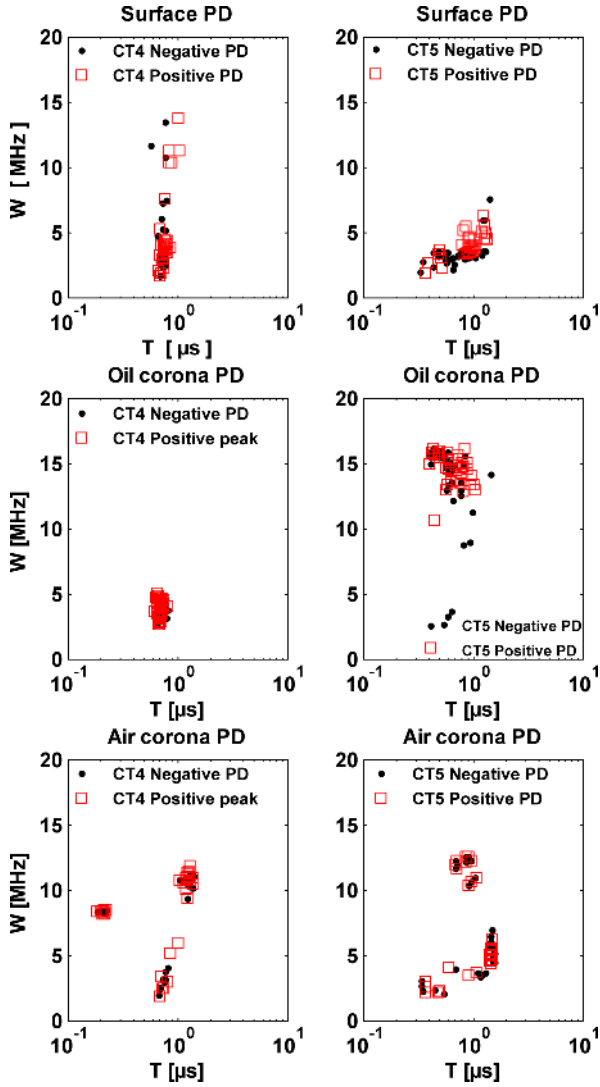 Surface PD
20
CT4 Negative PD
CT4 Positive PD
15
10
5
0
W [ MHz]
10-1 100 101
T [ µs ]
Surface PD
20
CT5 Negative PD
CT5 Positive PD
15
10
5
0
10-1 100 101
T [µs]
Oil corona PD
20
CT4 Negative PD
CT4 Positive peak
15
10
5
0
W [MHz]
10-1 100 101
T [µs]
Oil corona PD
20
15
10
5
CT5 Negative PD
CT5 Positive PD
0
10-1 100 101
T [µs]
Air corona PD
20
CT4 Negative PD
CT4 Positive peak
15
10
5
0
W [MHz]
10-1 100 101
T [µs]
Air corona PD
20
CT5 Negative PD
CT5 Positive PD
15
10
5
0
10-1 100 101
T [µs]